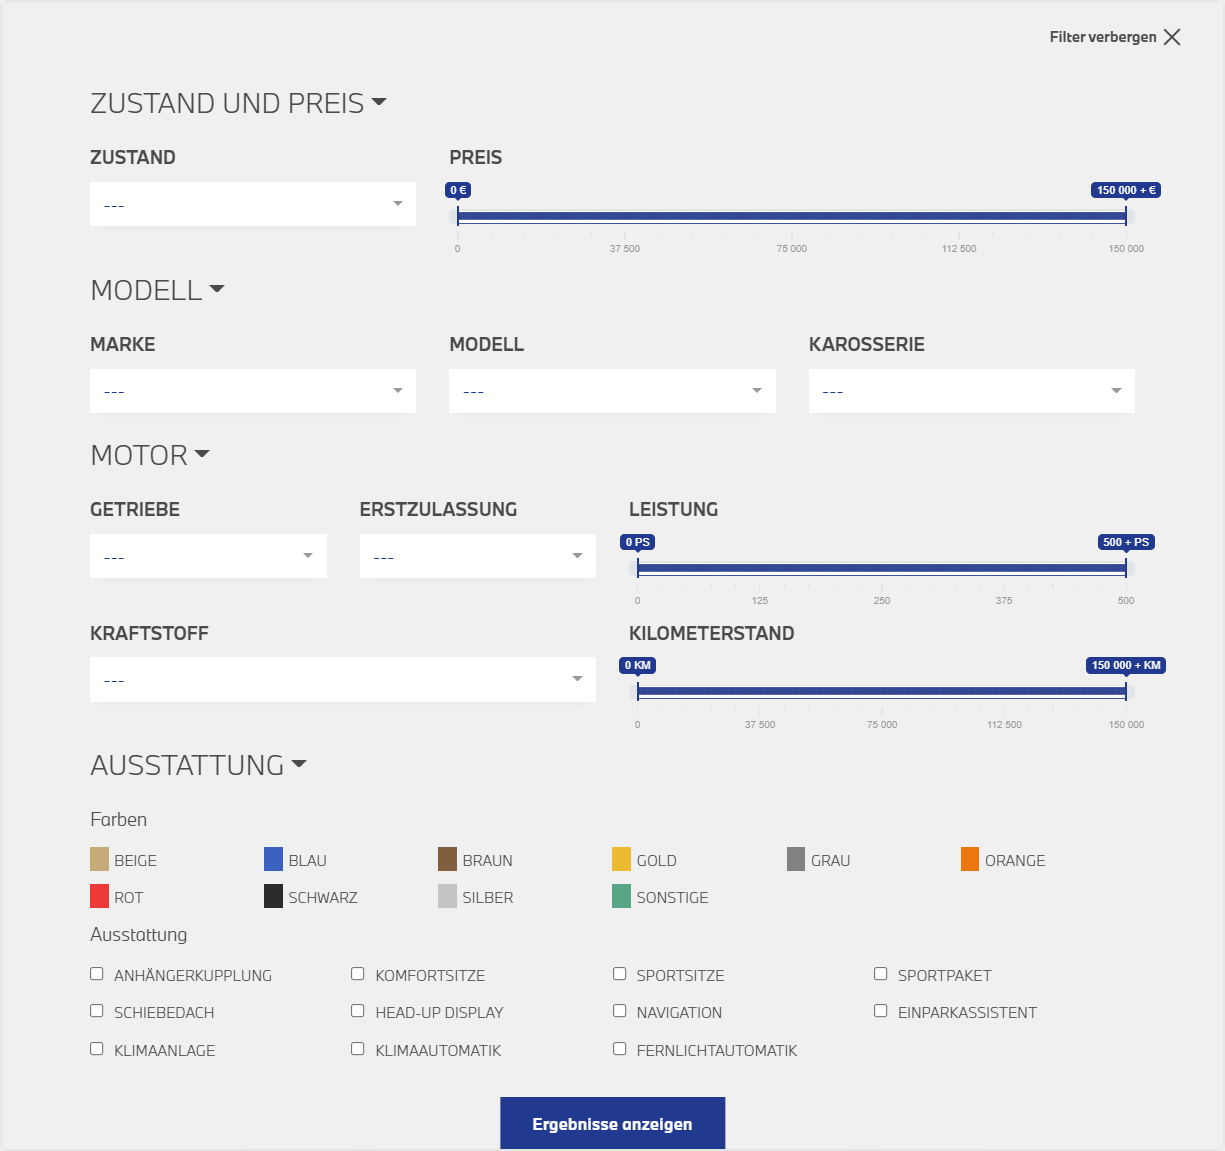 Filter verbergen
ZUSTAND UND PREIS
ZUSTAND PREIS
--- 0 € 150 000 + €
0 37 500 75 000 112 500 150 000
MODELL
MARKE MODELL KAROSSERIE
--- --- ---
MOTOR
GETRIEBE ERSTZULASSUNG LEISTUNG
--- --- 0 PS 500 + PS
0 125 250 375 500
KRAFTSTOFF KILOMETERSTAND
--- 0 KM 150 000 + KM
0 37 500 75 000 112 500 150 000
AUSSTATTUNG
Farben
BEIGE BLAU BRAUN GOLD GRAU ORANGE
ROT SCHWARZ SILBER SONSTIGE
Ausstattung
ANHÄNGERKUPPLUNG KOMFORTSITZE SPORTSITZE SPORTPAKET
SCHIEBEDACH HEAD-UP DISPLAY NAVIGATION EINPARKASSISTENT
KLIMAANLAGE KLIMAAUTOMATIK FERNLICHTAUTOMATIK
Ergebnisse anzeigen